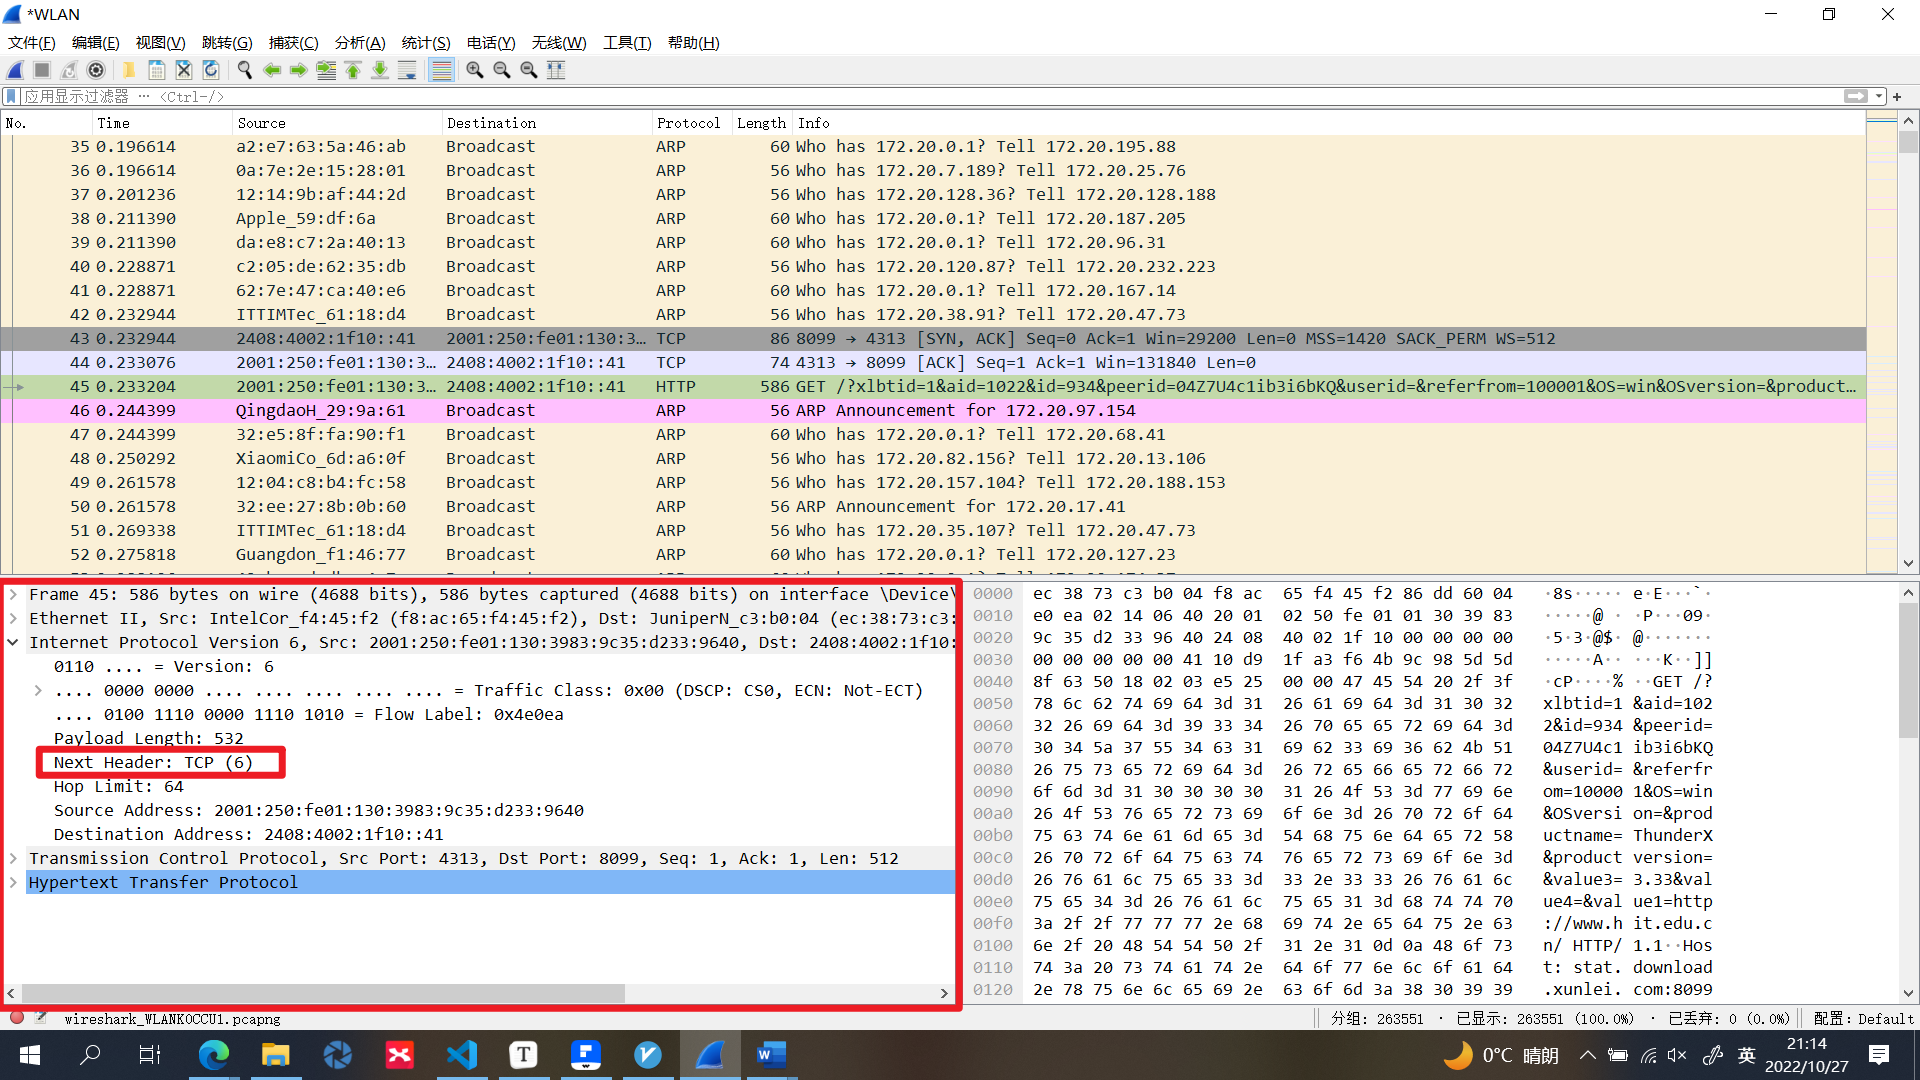 *WLAN
文件(F) 编辑(E) 视图(V) 跳转(G) 捕获(C) 分析(A) 统计(S) 电话(Y) 无线(W) 工具(T) 帮助(H)
应用显示过滤器 … <Ctrl-/>
No. Time Source Destination Protocol Length Info
35 0.196614 a2:e7:63:5a:46:ab Broadcast ARP 60 Who has 172.20.0.1? Tell 172.20.195.88
36 0.196614 0a:7e:2e:15:28:01 Broadcast ARP 56 Who has 172.20.7.189? Tell 172.20.25.76
37 0.201236 12:14:9b:af:44:2d Broadcast ARP 56 Who has 172.20.128.36? Tell 172.20.128.188
38 0.211390 Apple_59:df:6a Broadcast ARP 60 Who has 172.20.0.1? Tell 172.20.187.205
39 0.211390 da:e8:c7:2a:40:13 Broadcast ARP 60 Who has 172.20.0.1? Tell 172.20.96.31
40 0.228871 c2:05:de:62:35:db Broadcast ARP 56 Who has 172.20.120.87? Tell 172.20.232.223
41 0.228871 62:7e:47:ca:40:e6 Broadcast ARP 60 Who has 172.20.0.1? Tell 172.20.167.14
42 0.232944 ITTIMTec_61:18:d4 Broadcast ARP 56 Who has 172.20.38.91? Tell 172.20.47.73
43 0.232944 2408:4002:1f10::41 2001:250:fe01:130:3… TCP 86 8099 → 4313 [SYN, ACK] Seq=0 Ack=1 Win=29200 Len=0 MSS=1420 SACK_PERM WS=512
44 0.233076 2001:250:fe01:130:3… 2408:4002:1f10::41 TCP 74 4313 → 8099 [ACK] Seq=1 Ack=1 Win=131840 Len=0
45 0.233204 2001:250:fe01:130:3… 2408:4002:1f10::41 HTTP 586 GET /?xlbtid=1&aid=1022&id=934&peerid=04Z7U4c1ib3i6bKQ&userid=&referfrom=100001&OS=win&OSversion=&product…
46 0.244399 QingdaoH_29:9a:61 Broadcast ARP 56 ARP Announcement for 172.20.97.154
47 0.244399 32:e5:8f:fa:90:f1 Broadcast ARP 60 Who has 172.20.0.1? Tell 172.20.68.41
48 0.250292 XiaomiCo_6d:a6:0f Broadcast ARP 56 Who has 172.20.82.156? Tell 172.20.13.106
49 0.261578 12:04:c8:b4:fc:58 Broadcast ARP 56 Who has 172.20.157.104? Tell 172.20.188.153
50 0.261578 32:ee:27:8b:0b:60 Broadcast ARP 56 ARP Announcement for 172.20.17.41
51 0.269338 ITTIMTec_61:18:d4 Broadcast ARP 56 Who has 172.20.35.107? Tell 172.20.47.73
52 0.275818 Guangdon_f1:46:77 Broadcast ARP 60 Who has 172.20.0.1? Tell 172.20.127.23
Frame 45: 586 bytes on wire (4688 bits), 586 bytes captured (4688 bits) on interface \Device\
Ethernet II, Src: IntelCor_f4:45:f2 (f8:ac:65:f4:45:f2), Dst: JuniperN_c3:b0:04 (ec:38:73:c3:
Internet Protocol Version 6, Src: 2001:250:fe01:130:3983:9c35:d233:9640, Dst: 2408:4002:1f10:
0110 .... = Version: 6
.... 0000 0000 .... .... .... .... .... = Traffic Class: 0x00 (DSCP: CS0, ECN: Not-ECT)
.... 0100 1110 0000 1110 1010 = Flow Label: 0x4e0ea
Payload Length: 532
Next Header: TCP (6)
Hop Limit: 64
Source Address: 2001:250:fe01:130:3983:9c35:d233:9640
Destination Address: 2408:4002:1f10::41
Transmission Control Protocol, Src Port: 4313, Dst Port: 8099, Seq: 1, Ack: 1, Len: 512
Hypertext Transfer Protocol
0000 ec 38 73 c3 b0 04 f8 ac 65 f4 45 f2 86 dd 60 04 ·8s····· e·E···`·
0010 e0 ea 02 14 06 40 20 01 02 50 fe 01 01 30 39 83 ·····@ · ·P···09·
0020 9c 35 d2 33 96 40 24 08 40 02 1f 10 00 00 00 00 ·5·3·@$· @·······
0030 00 00 00 00 00 41 10 d9 1f a3 f6 4b 9c 98 5d 5d ·····A·· ···K··]]
0040 8f 63 50 18 02 03 e5 25 00 00 47 45 54 20 2f 3f ·cP····% ··GET /?
0050 78 6c 62 74 69 64 3d 31 26 61 69 64 3d 31 30 32 xlbtid=1 &aid=102
0060 32 26 69 64 3d 39 33 34 26 70 65 65 72 69 64 3d 2&id=934 &peerid=
0070 30 34 5a 37 55 34 63 31 69 62 33 69 36 62 4b 51 04Z7U4c1 ib3i6bKQ
0080 26 75 73 65 72 69 64 3d 26 72 65 66 65 72 66 72 &userid= &referfr
0090 6f 6d 3d 31 30 30 30 30 31 26 4f 53 3d 77 69 6e om=10000 1&OS=win
00a0 26 4f 53 76 65 72 73 69 6f 6e 3d 26 70 72 6f 64 &OSversi on=&prod
00b0 75 63 74 6e 61 6d 65 3d 54 68 75 6e 64 65 72 58 uctname= ThunderX
00c0 26 70 72 6f 64 75 63 74 76 65 72 73 69 6f 6e 3d &product version=
00d0 26 76 61 6c 75 65 33 3d 33 2e 33 33 26 76 61 6c &value3= 3.33&val
00e0 75 65 34 3d 26 76 61 6c 75 65 31 3d 68 74 74 70 ue4=&val ue1=http
00f0 3a 2f 2f 77 77 77 2e 68 69 74 2e 65 64 75 2e 63 ://www.h it.edu.c
0100 6e 2f 20 48 54 54 50 2f 31 2e 31 0d 0a 48 6f 73 n/ HTTP/ 1.1··Hos
0110 74 3a 20 73 74 61 74 2e 64 6f 77 6e 6c 6f 61 64 t: stat. download
0120 2e 78 75 6e 6c 65 69 2e 63 6f 6d 3a 38 30 39 39 .xunlei. com:8099
wireshark_WLANK0CCU1.pcapng 分组: 263551 · 已显示: 263551 (100.0%) · 已丢弃: 0 (0.0%) 配置: Default
0°C 晴朗 英 21:14
2022/10/27